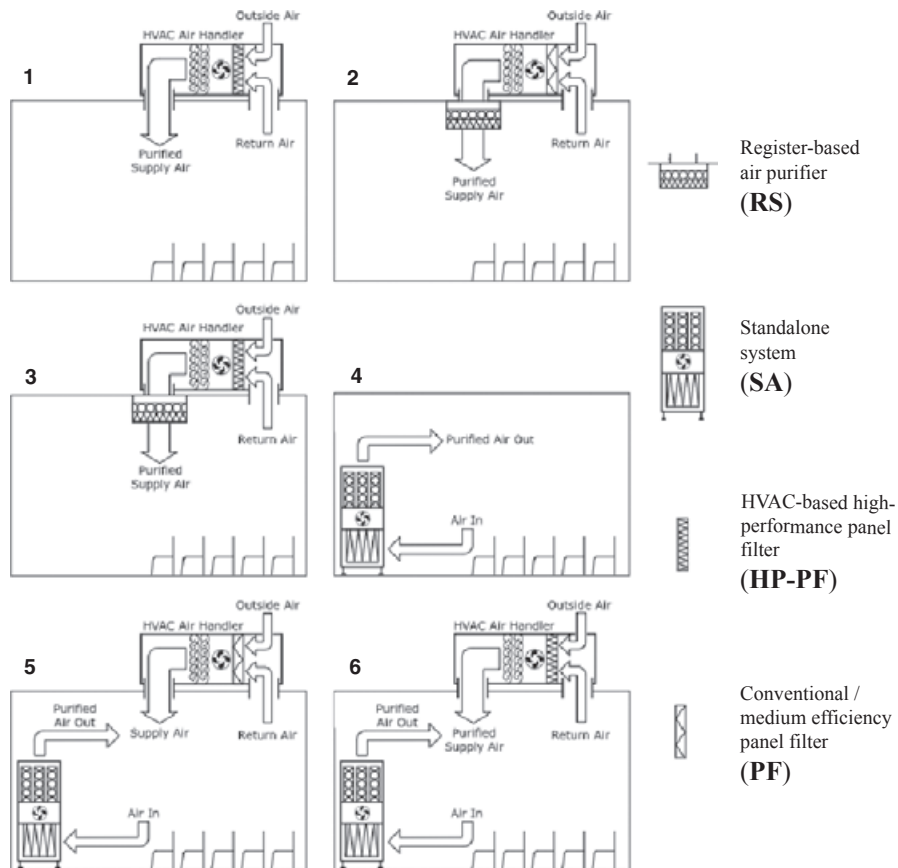 Outside Air
HVAC Air Handler
1
Purified
Supply Air
Return Air
Outside Air
HVAC Air Handler
2
Purified
Supply Air
Return Air
Register-based
air purifier
(RS)
Outside Air
HVAC Air Handler
3
Purified
Supply Air
Return Air
4
Purified Air Out
Air In
Standalone
system
(SA)
HVAC-based high-
performance panel
filter
(HP-PF)
Outside Air
HVAC Air Handler
5
Purified
Air Out
Supply Air
Return Air
Air In
Outside Air
HVAC Air Handler
6
Purified
Air Out
Purified
Supply Air
Return Air
Air In
Conventional /
medium efficiency
panel filter
(PF)